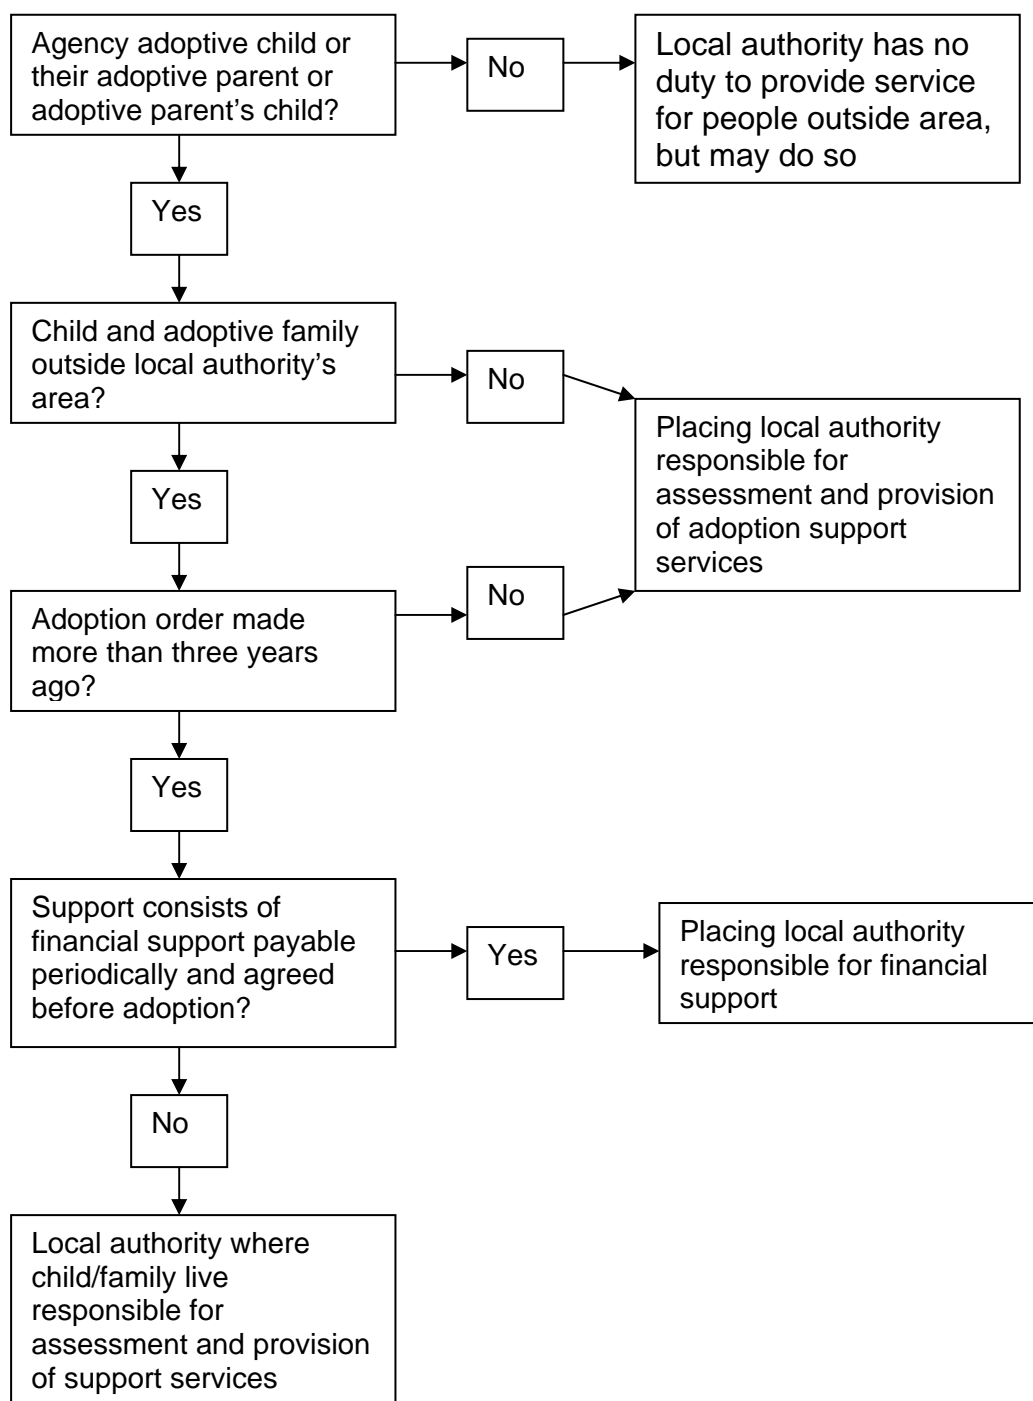 Agency adoptive child or
their adoptive parent or
adoptive parent's child?
No
Local authority has no
duty to provide service
for people outside area,
but may do so
Yes
Child and adoptive family
outside local authority's
area?
No
Placing local authority
responsible for
assessment and provision
of adoption support
services
Yes
No
Adoption order made
more than three years
ago?
Yes
Support consists of
financial support payable
periodically and agreed
before adoption?
Yes
Placing local authority
responsible for financial
support
No
Local authority where
child/family live
responsible for
assessment and provision
of support services